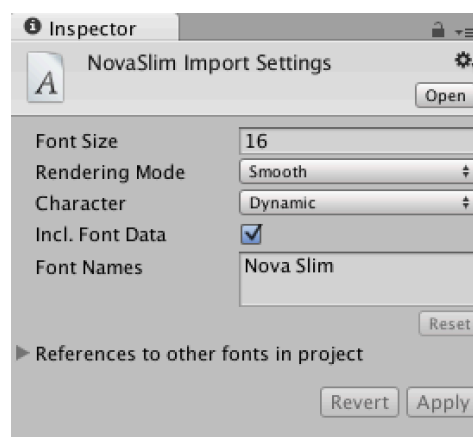 Inspector
NovaSlim Import Settings
Open
Font Size 16
Rendering Mode Smooth
Character Dynamic
Incl. Font Data
Font Names Nova Slim
Reset
References to other fonts in project
Revert Apply